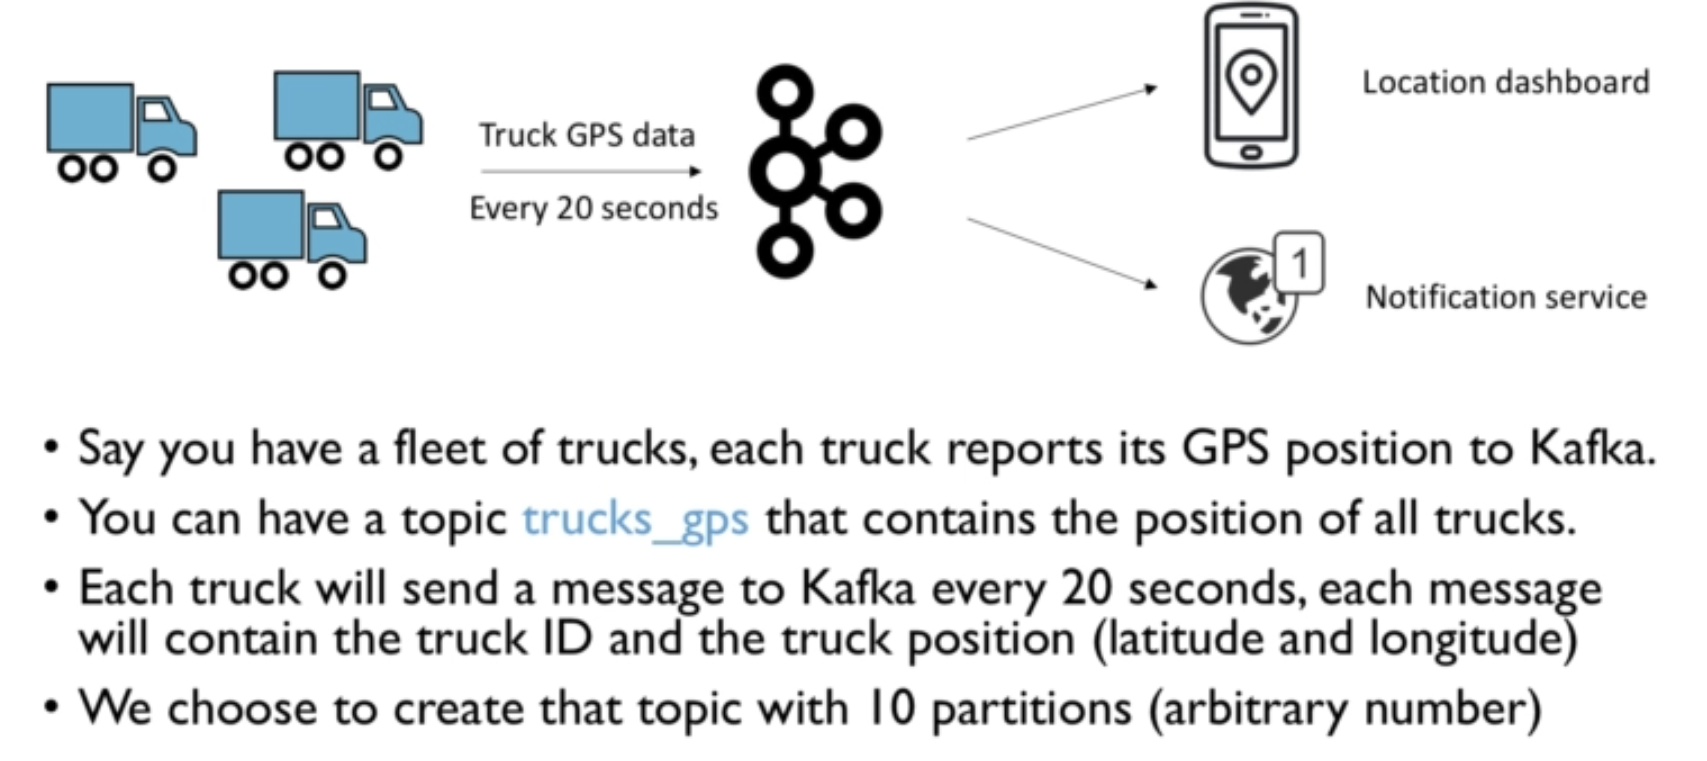 Truck GPS data
Every 20 seconds
Location dashboard
1
Notification service
• Say you have a fleet of trucks, each truck reports its GPS position to Kafka.
• You can have a topic trucks_gps that contains the position of all trucks.
• Each truck will send a message to Kafka every 20 seconds, each message
will contain the truck ID and the truck position (latitude and longitude)
• We choose to create that topic with 10 partitions (arbitrary number)